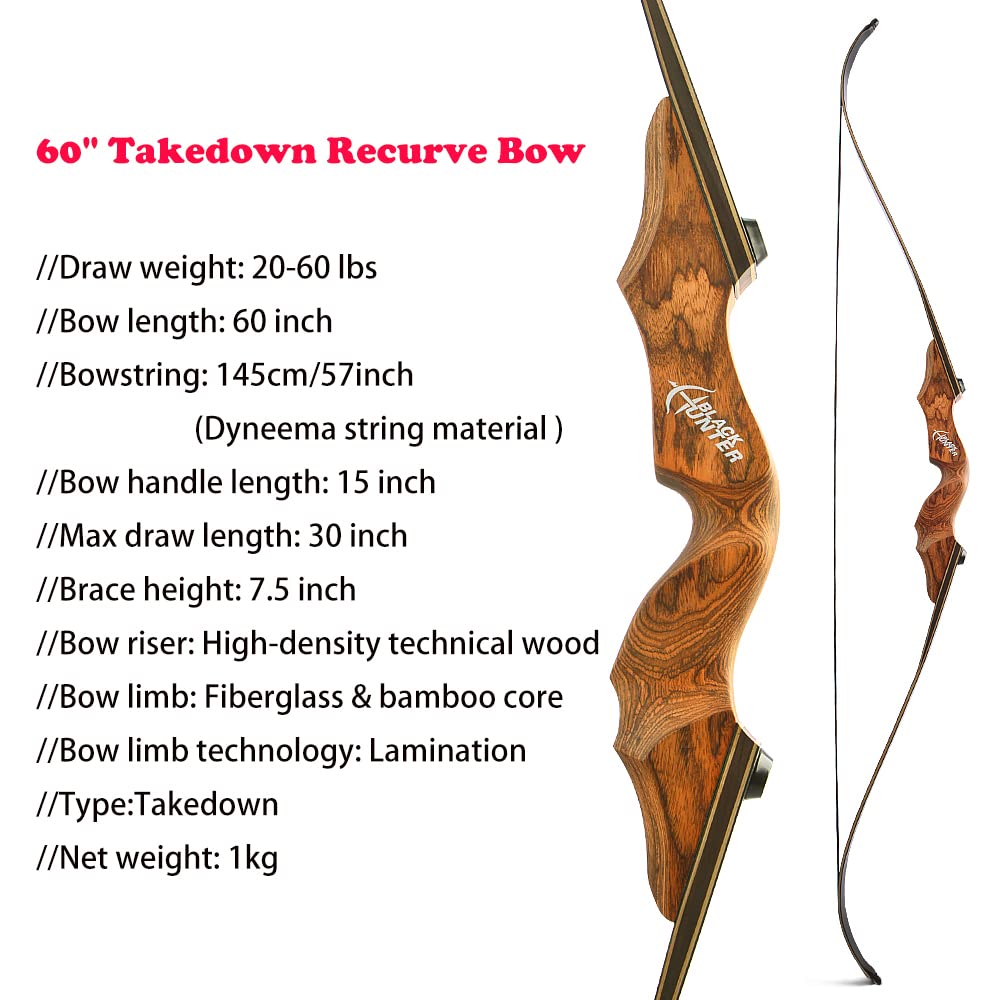 60" Takedown Recurve Bow
//Draw weight: 20-60 lbs
//Bow length: 60 inch
//Bowstring: 145cm/57inch
(Dyneema string material )
//Bow handle length: 15 inch
//Max draw length: 30 inch
//Brace height: 7.5 inch
//Bow riser: High-density technical wood
//Bow limb: Fiberglass & bamboo core
//Bow limb technology: Lamination
//Type:Takedown
//Net weight: 1kg
BLACK
HUNTER
BLACK
HUNTER